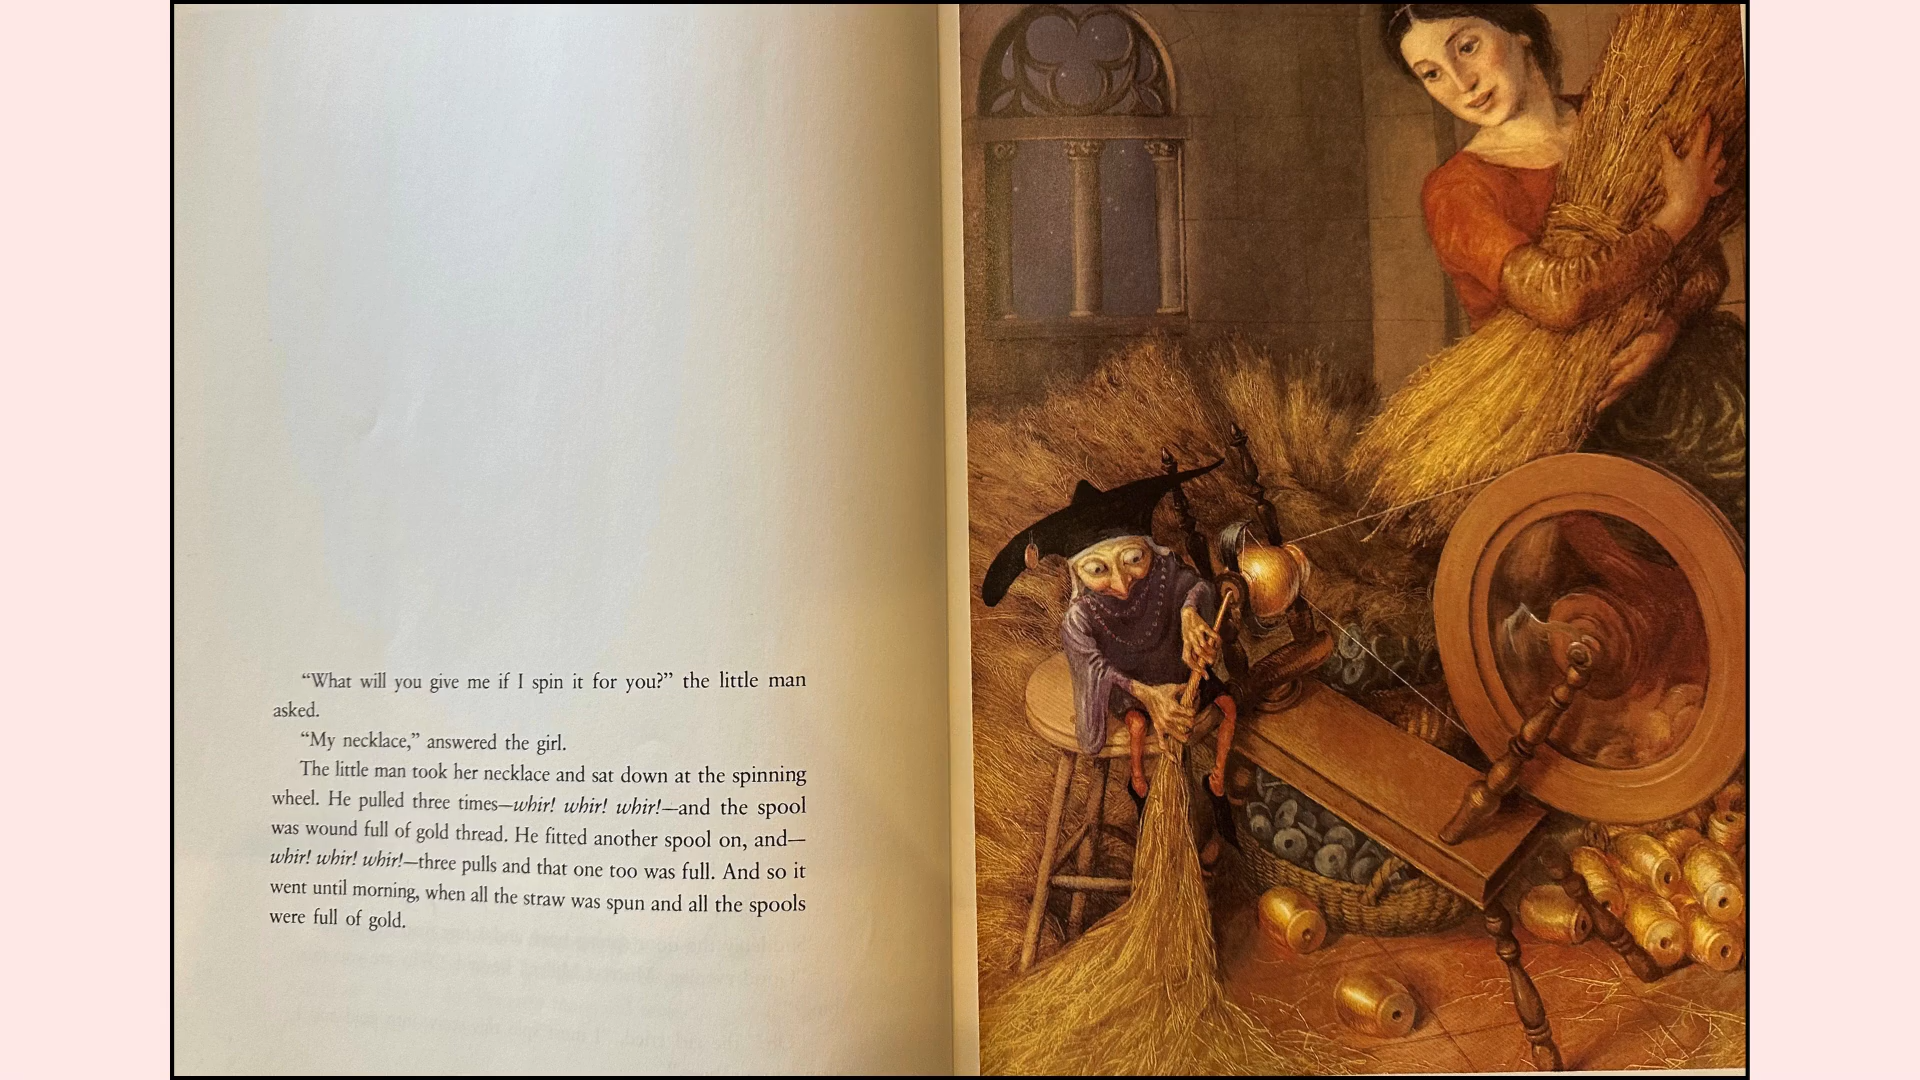 “What will you give me if I spin it for you?” the little man
asked.
“My necklace,” answered the girl.
The little man took her necklace and sat down at the spinning
wheel. He pulled three times—whir! whir! whir!—and the spool
was wound full of gold thread. He fitted another spool on, and—
whir! whir! whir!—three pulls and that one too was full. And so it
went until morning, when all the straw was spun and all the spools
were full of gold.